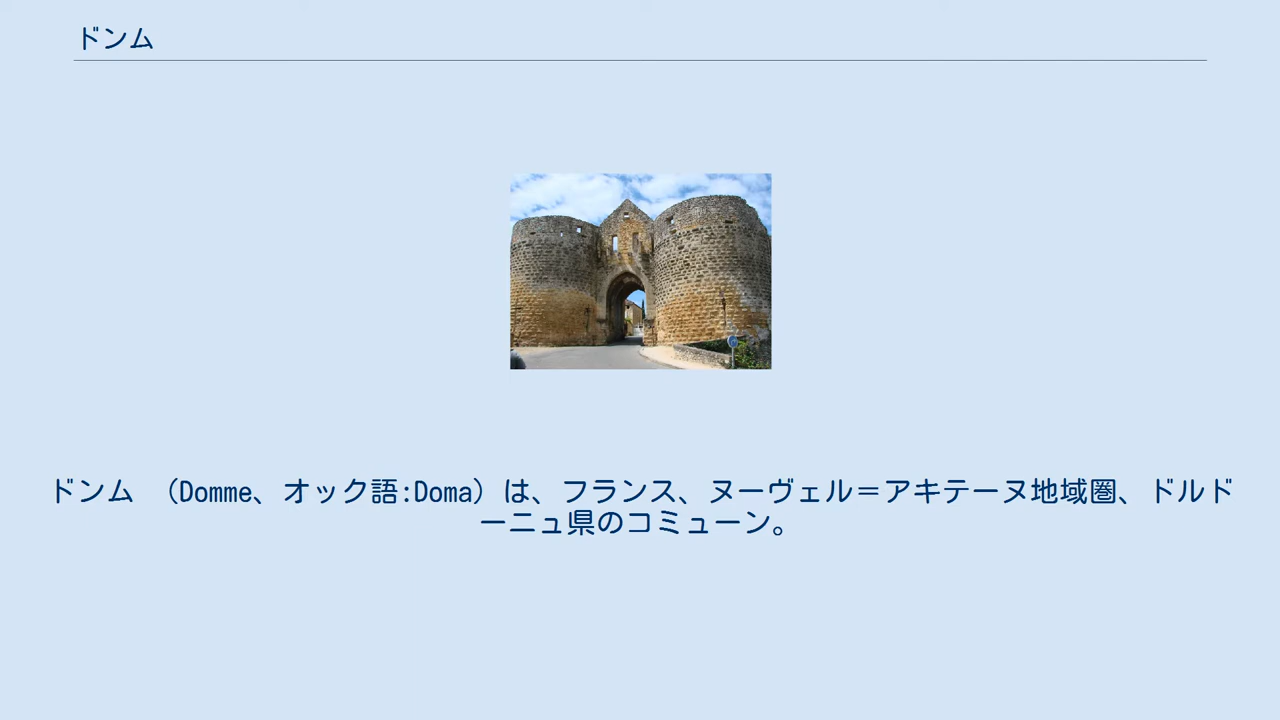 ドンム
ドンム （Domme、オック語:Doma）は、フランス、ヌーヴェル＝アキテーヌ地域圏、ドルド
ーニュ県のコミューン。